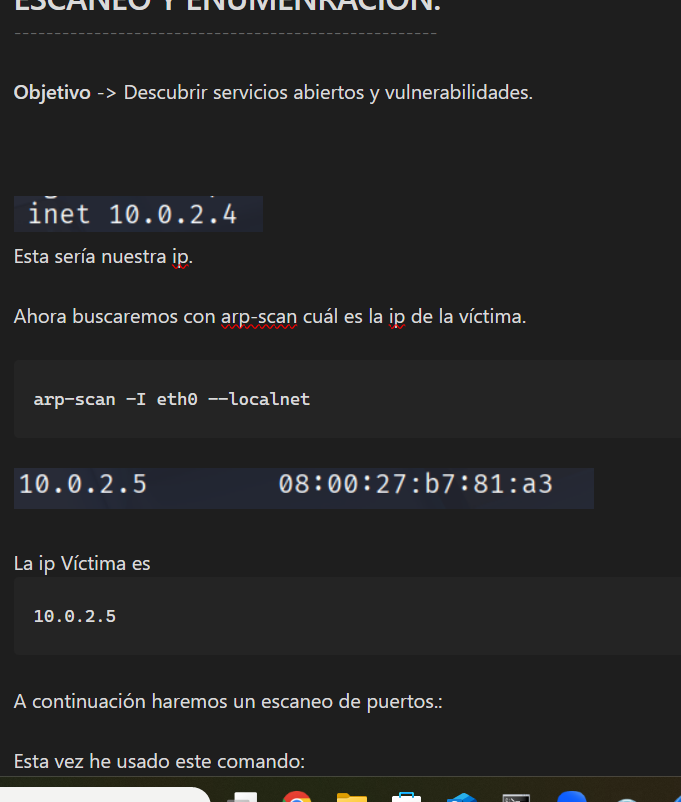 ESCANEO Y ENUMENRACIÓN.
-----------------------------------------------------
Objetivo -> Descubrir servicios abiertos y vulnerabilidades.
inet 10.0.2.4
Esta sería nuestra ip.
Ahora buscaremos con arp-scan cuál es la ip de la víctima.
arp-scan -I eth0 --localnet
10.0.2.5 08:00:27:b7:81:a3
La ip Víctima es
10.0.2.5
A continuación haremos un escaneo de puertos.:
Esta vez he usado este comando: